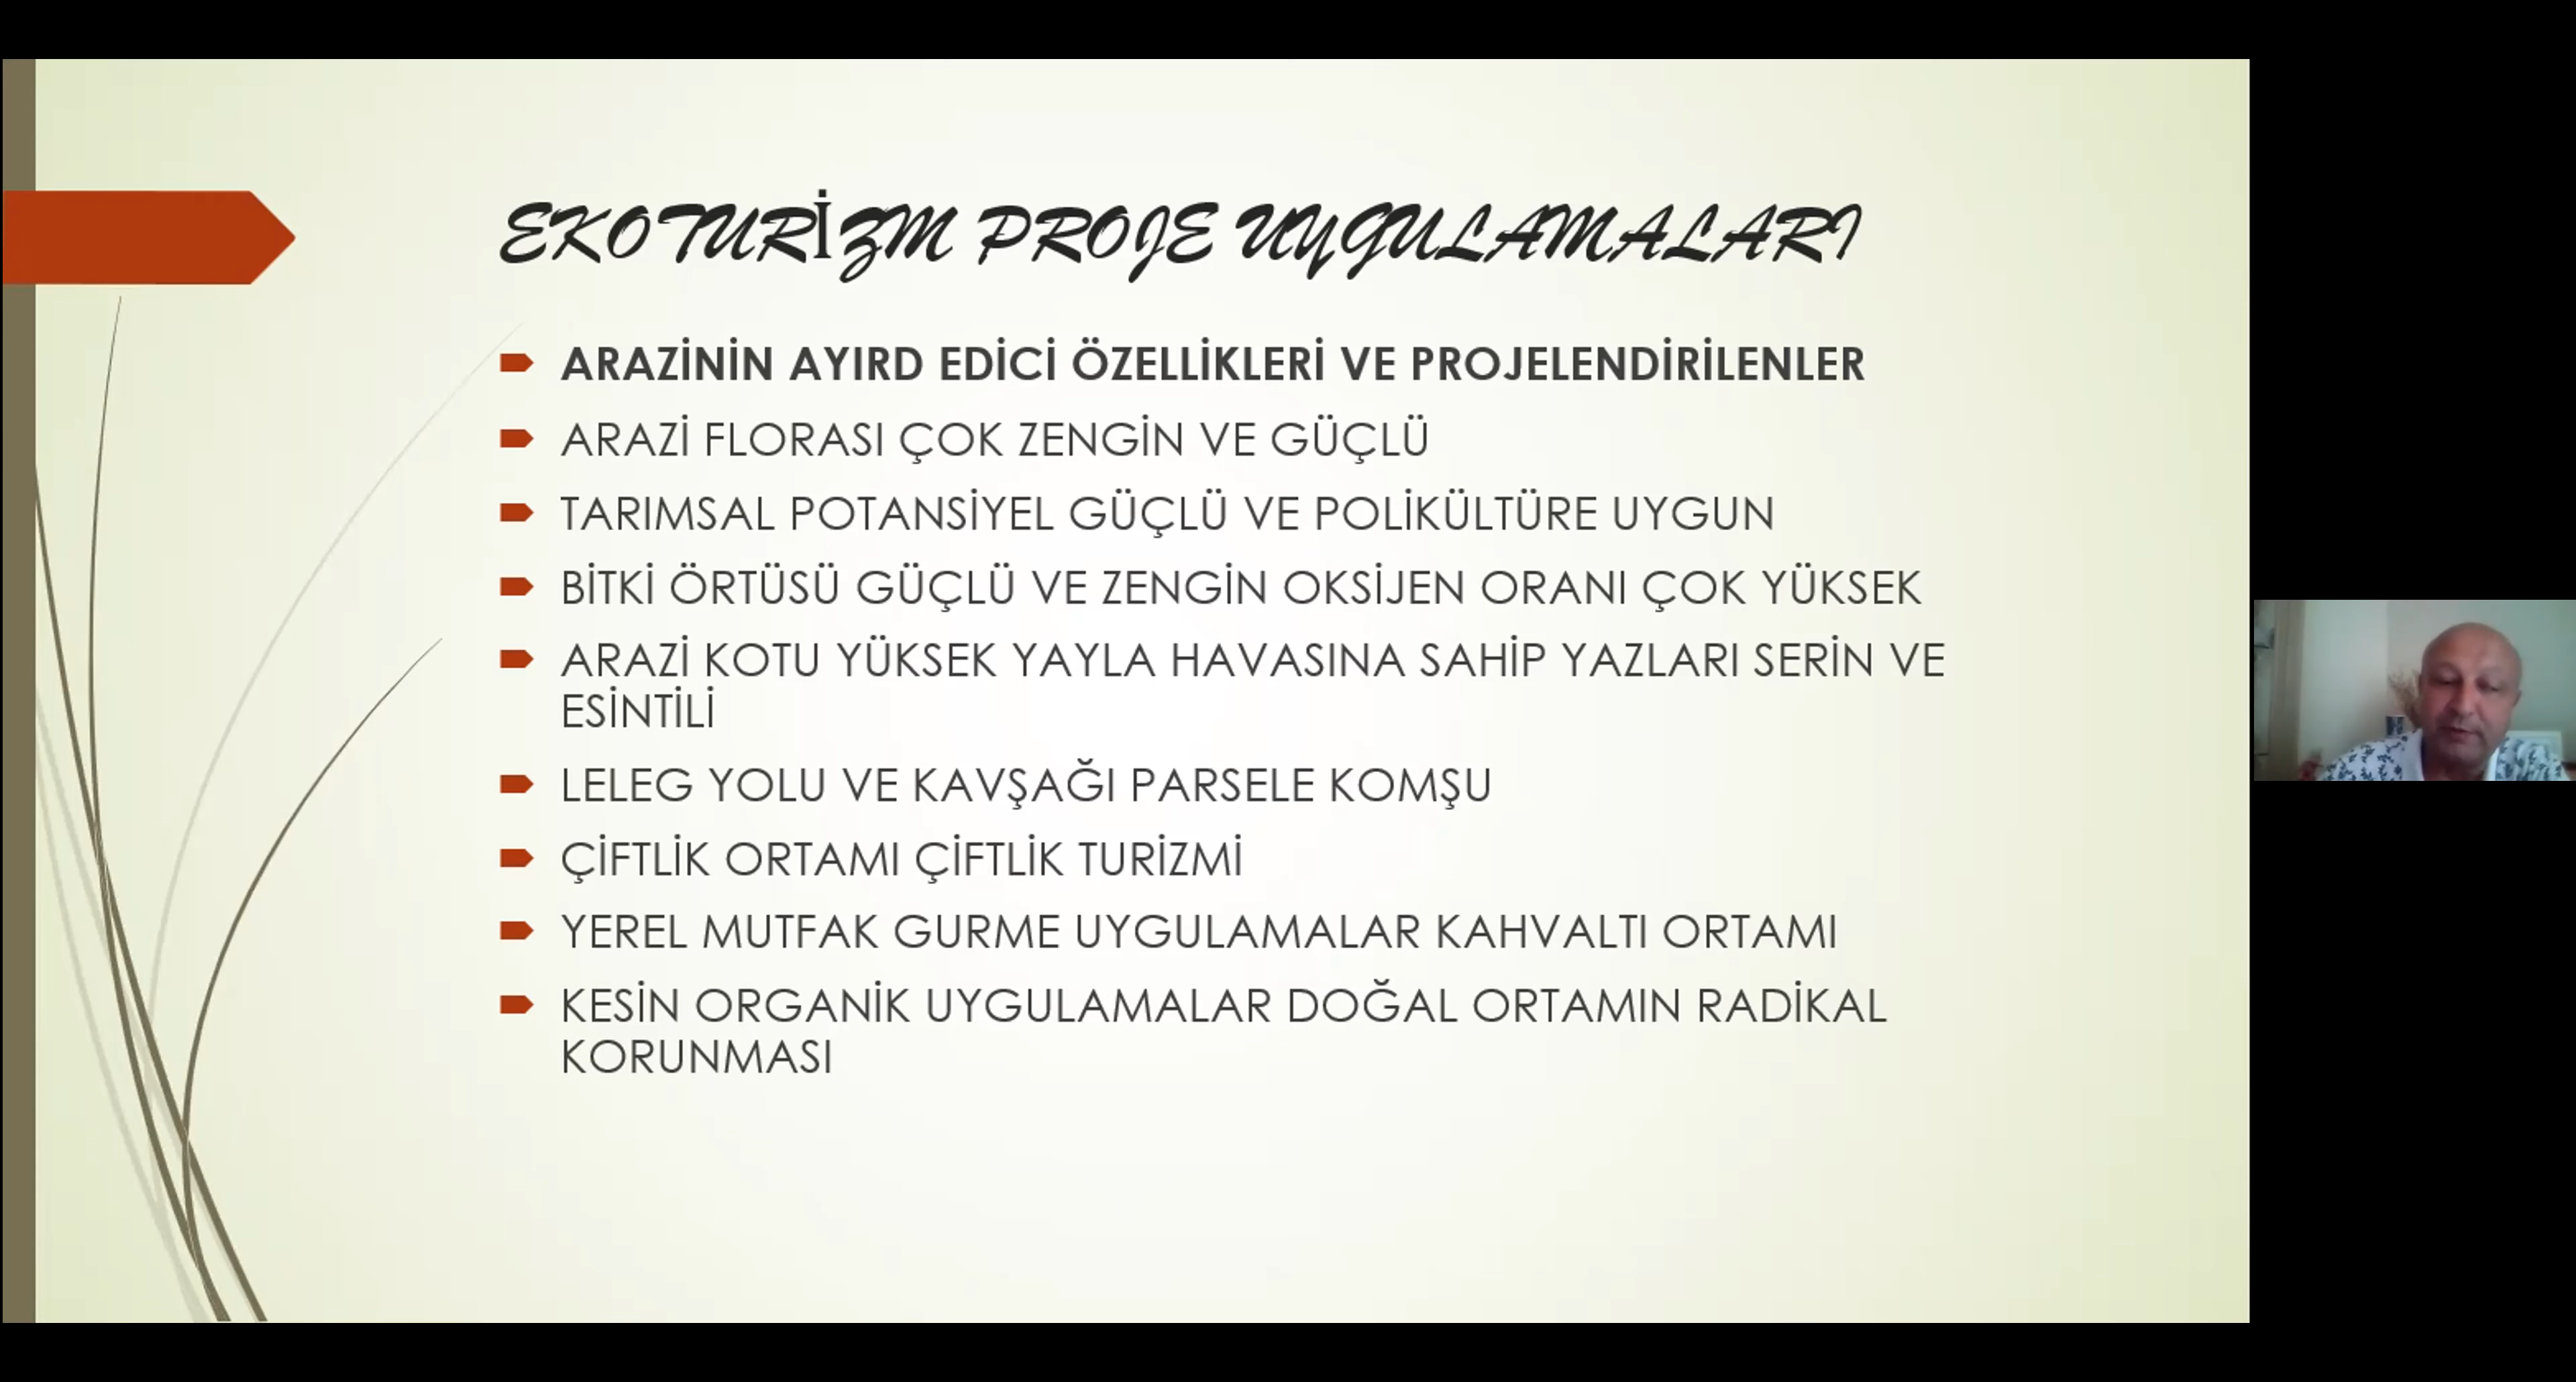 EKOTURİZM PROJE UYGULAMALARI
ARAZİNİN AYIRD EDİCİ ÖZELLİKLERİ VE PROJELENDİRİLENLER
ARAZİ FLORASI ÇOK ZENGİN VE GÜÇLÜ
TARIMSAL POTANSİYEL GÜÇLÜ VE POLİKÜLTÜRE UYGUN
BİTKİ ÖRTÜSÜ GÜÇLÜ VE ZENGİN OKSİJEN ORANI ÇOK YÜKSEK
ARAZİ KOTU YÜKSEK YAYLA HAVASINA SAHİP YAZLARI SERİN VE
ESİNTİLİ
LELEG YOLU VE KAVŞAĞI PARSELE KOMŞU
ÇİFTLİK ORTAMI ÇİFTLİK TURİZMİ
YEREL MUTFAK GURME UYGULAMALAR KAHVALTI ORTAMI
KESİN ORGANİK UYGULAMALAR DOĞAL ORTAMIN RADİKAL
KORUNMASI